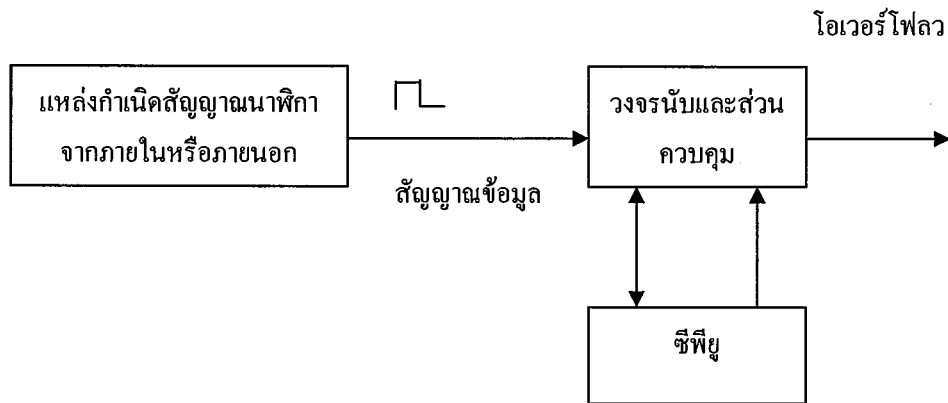 โอเวอร์โฟลว
แหล่งกำเนิดสัญญาณนาฬิกา
จากภายในหรือภายนอก
วงจรนับและส่วน
ควบคุม
สัญญาณข้อมูล
ซีพียู